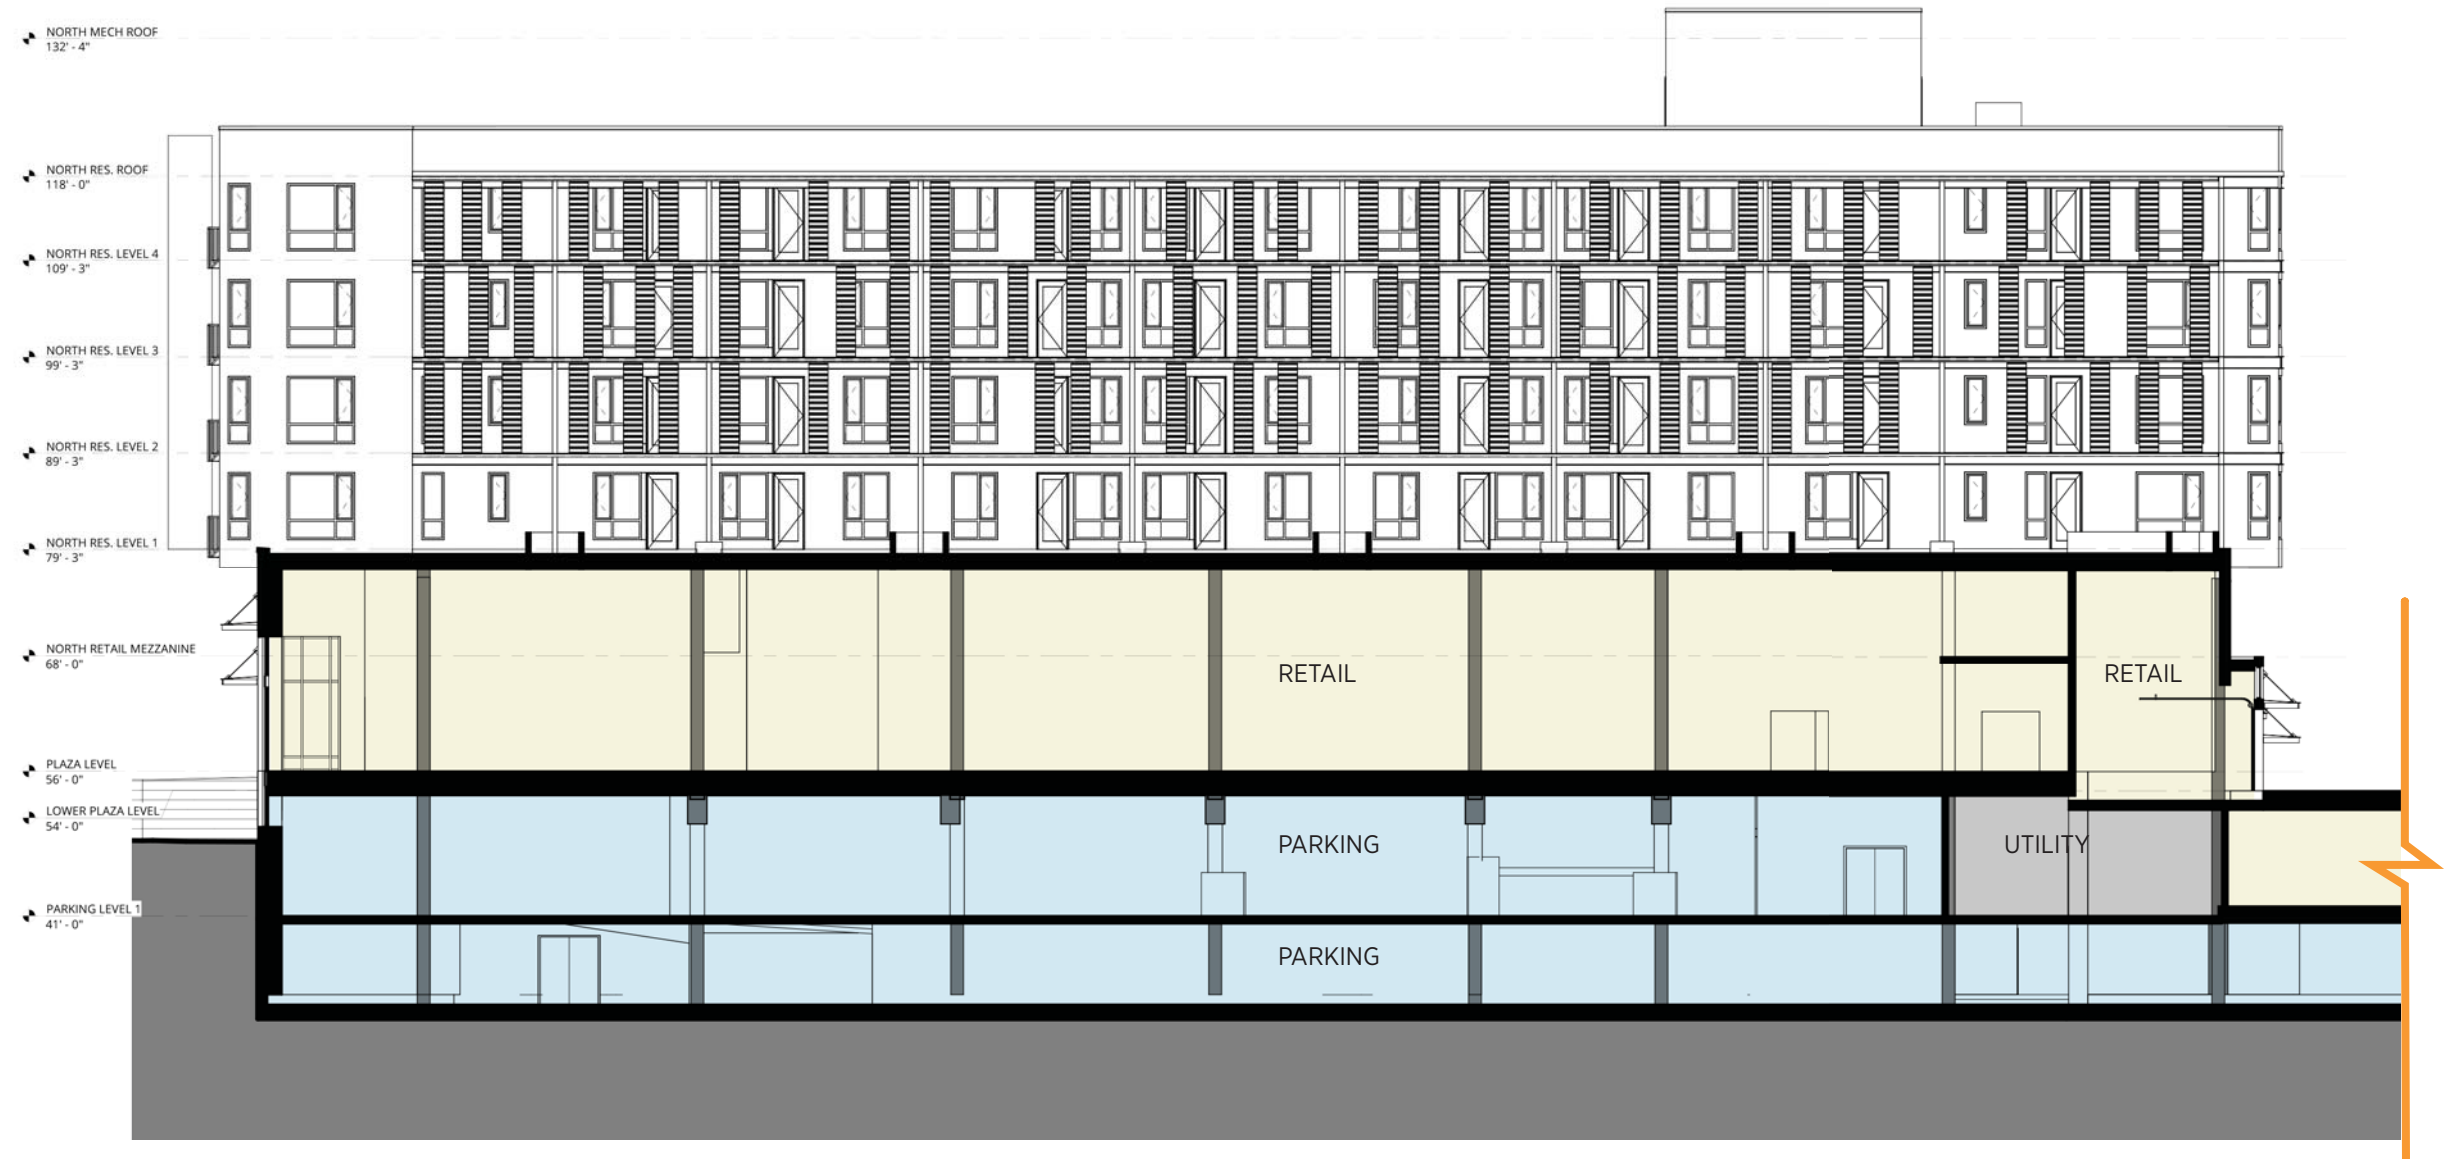 NORTH MECH ROOF
132' - 4"
NORTH RES. ROOF
118' - 0"
NORTH RES. LEVEL 4
109' - 3"
NORTH RES. LEVEL 3
99' - 3"
NORTH RES. LEVEL 2
89' - 3"
NORTH RES. LEVEL 1
79' - 3"
NORTH RETAIL MEZZANINE
68' - 0"
RETAIL
RETAIL
PLAZA LEVEL
56' - 0"
LOWER PLAZA LEVEL
54' - 0"
PARKING
UTILITY
PARKING LEVEL 1
41' - 0"
PARKING